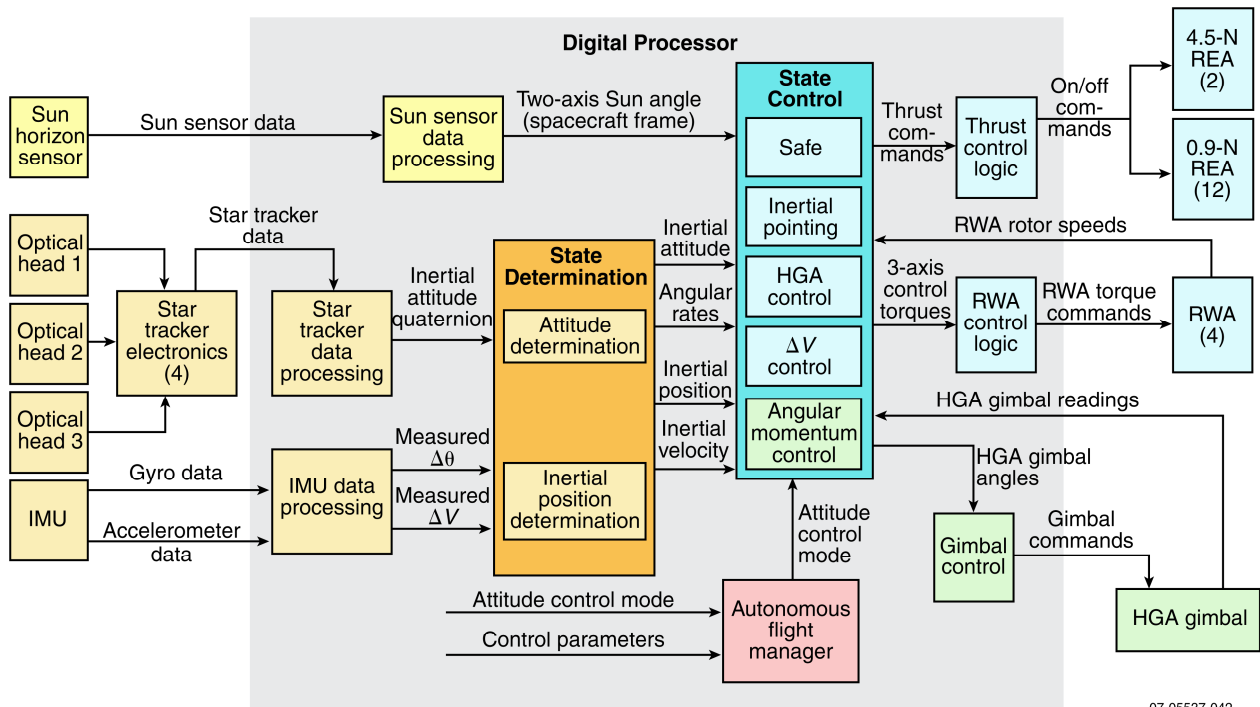 Digital Processor
4.5-N
REA
(2)
0.9-N
REA
(12)
Sun
horizon
sensor
Sun sensor data
Sun sensor
data
processing
Two-axis Sun angle
(spacecraft frame)
State
Control
Safe
Inertial
pointing
HGA
control
ΔV
control
Angular
momentum
control
Thrust
com-
mands
Thrust
control
logic
On/off
com-
mands
Optical
head 1
Optical
head 2
Optical
head 3
Star
tracker
electronics
(4)
Star tracker
data
Star
tracker
data
processing
Inertial
attitude
quaternion
State
Determination
Attitude
determination
Inertial
position
determination
Inertial
attitude
Angular
rates
Inertial
position
Inertial
velocity
RWA rotor speeds
3-axis
control
torques
RWA
control
logic
RWA torque
commands
RWA
(4)
HGA gimbal readings
IMU
Gyro data
Accelerometer
data
IMU data
processing
Measured
Δθ
Measured
ΔV
HGA gimbal
angles
Gimbal
control
Gimbal
commands
HGA gimbal
Attitude
control
mode
Attitude control mode
Control parameters
Autonomous
flight
manager